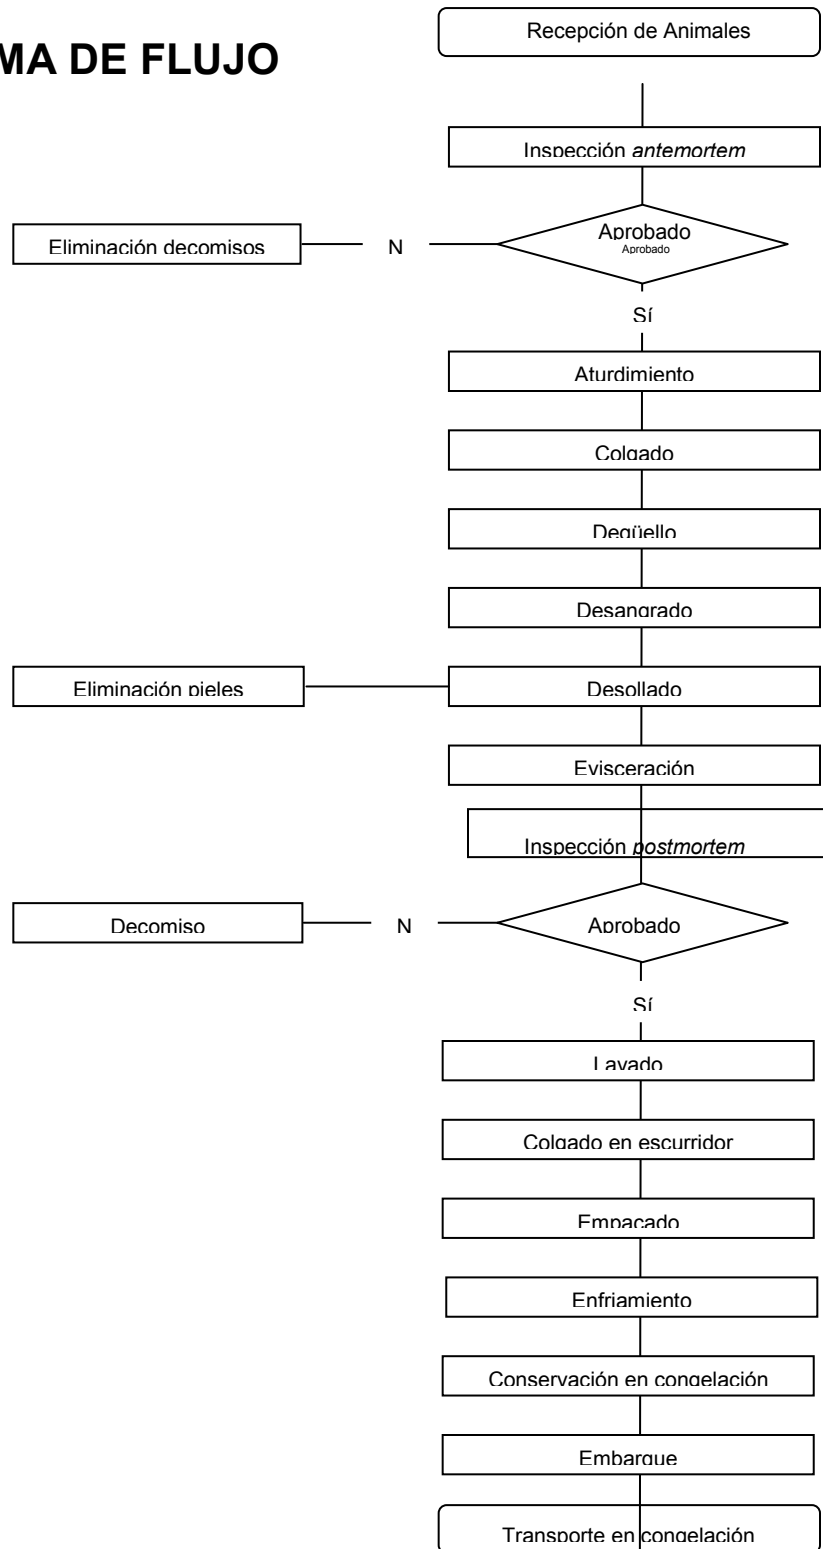 MA DE FLUJO
Recepción de Animales
Inspección antemortem
Aprobado
Aprobado
Eliminación decomisos
N
Sí
Aturdimiento
Colgado
Degüello
Desangrado
Eliminación pieles
Desollado
Evisceración
Inspección postmortem
Decomiso
N
Aprobado
Sí
Lavado
Colgado en escurridor
Empacado
Enfriamiento
Conservación en congelación
Embarque
Transporte en congelación